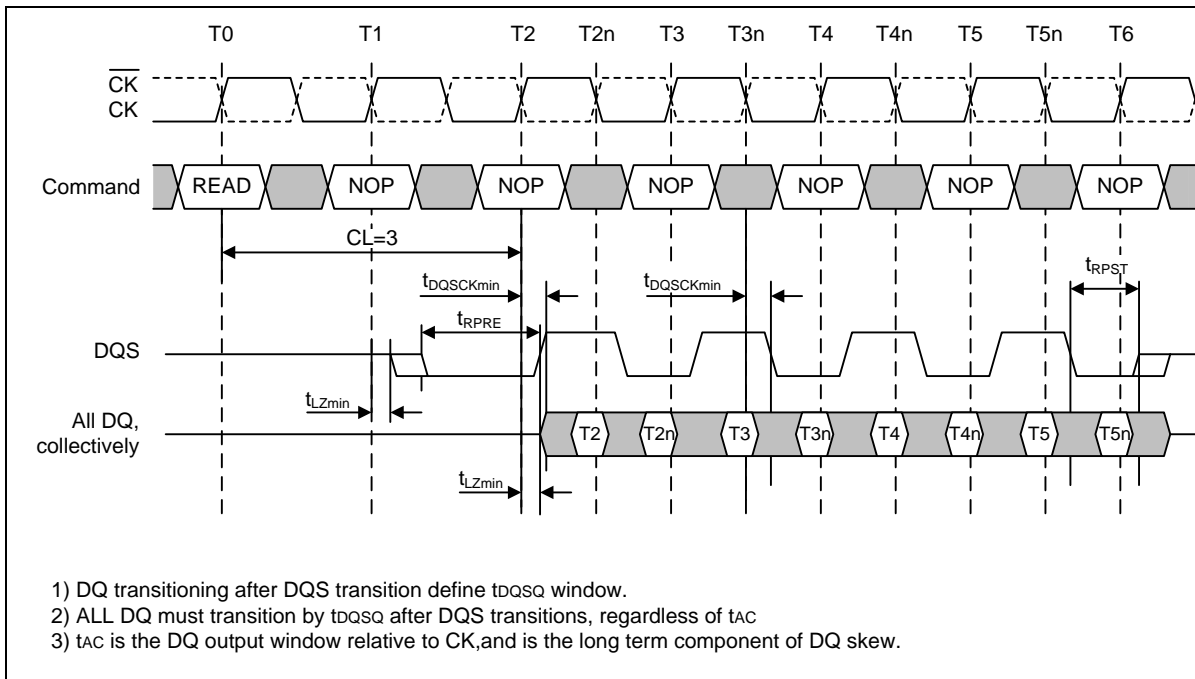 T0 T1 T2 T2n T3 T3n T4 T4n T5 T5n T6
CK
CK
Command READ NOP NOP NOP NOP NOP NOP
CL=3
tDQSCKmin tDQSCKmin tRPST
tRPRE
DQS
tLZmin
All DQ,
collectively
T2 T2n T3 T3n T4 T4n T5 T5n
tLZmin
1) DQ transitioning after DQS transition define tDQSQ window.
2) ALL DQ must transition by tDQSQ after DQS transitions, regardless of tAC
3) tAC is the DQ output window relative to CK,and is the long term component of DQ skew.